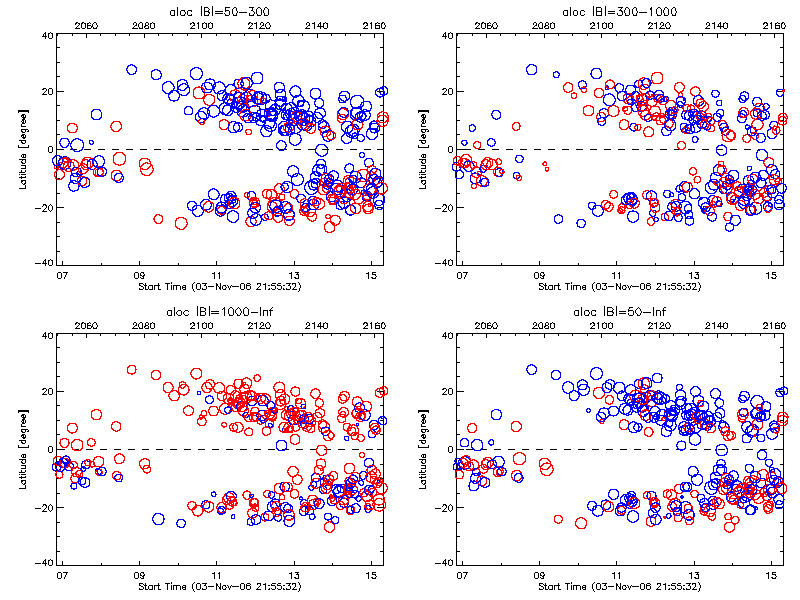 aloc |B|=50-300
2060 2080 2100 2120 2140 2160
40
20
0
-20
-40
Latitude [degree]
07 09 11 13 15
Start Time (03-Nov-06 21:55:32)
aloc |B|=300-1000
2060 2080 2100 2120 2140 2160
40
20
0
-20
-40
Latitude [degree]
07 09 11 13 15
Start Time (03-Nov-06 21:55:32)
aloc |B|=1000-Inf
2060 2080 2100 2120 2140 2160
40
20
0
-20
-40
Latitude [degree]
07 09 11 13 15
Start Time (03-Nov-06 21:55:32)
aloc |B|=50-Inf
2060 2080 2100 2120 2140 2160
40
20
0
-20
-40
Latitude [degree]
07 09 11 13 15
Start Time (03-Nov-06 21:55:32)